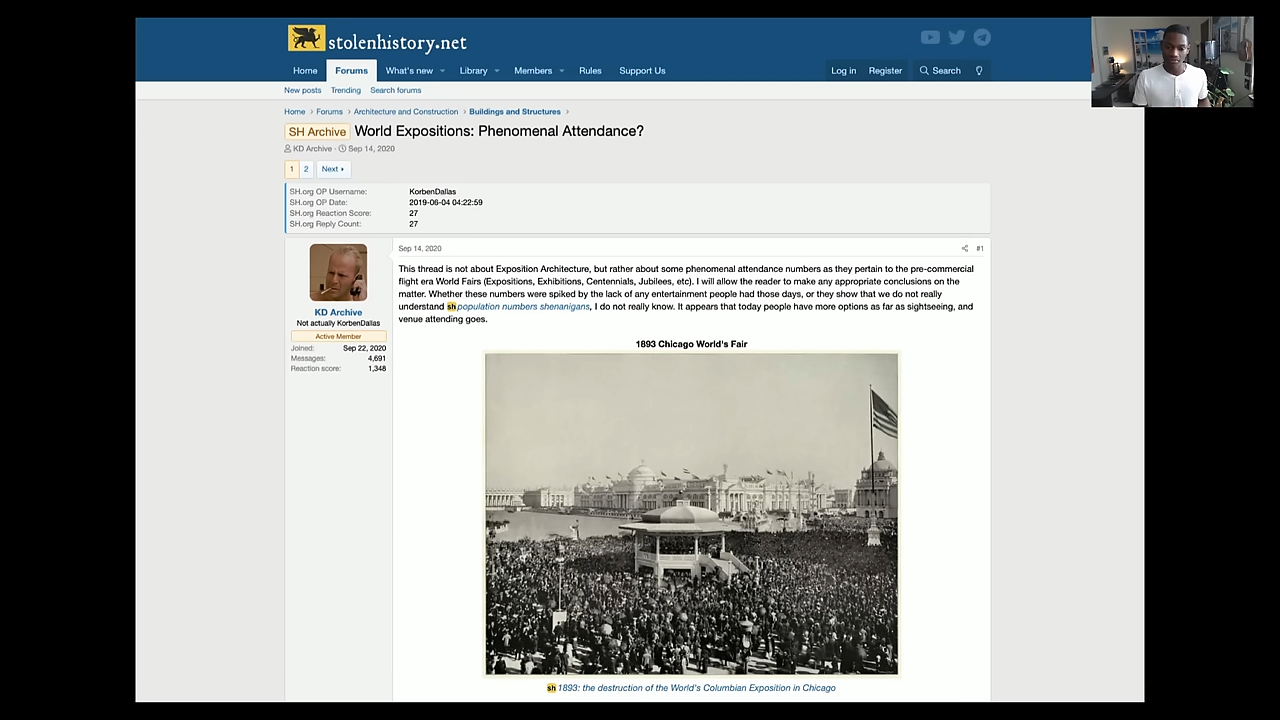 stolenhistory.net
Home Forums What's new Library Members Rules Support Us Log in Register Search
New posts Trending Search forums
Home Forums Architecture and Construction Buildings and Structures
SH Archive World Expositions: Phenomenal Attendance?
KD Archive · Sep 14, 2020
1 2 Next
SH.org OP Username: KorbenDallas
SH.org OP Date: 2019-06-04 04:22:59
SH.org Reaction Score: 27
SH.org Reply Count: 27
Sep 14, 2020 #1
KD Archive
Not actually KorbenDallas
Active Member
Joined: Sep 22, 2020
Messages: 4,691
Reaction score: 1,348
This thread is not about Exposition Architecture, but rather about some phenomenal attendance numbers as they pertain to the pre-commercial
flight era World Fairs (Expositions, Exhibitions, Centennials, Jubilees, etc). I will allow the reader to make any appropriate conclusions on the
matter. Whether these numbers were spiked by the lack of any entertainment people had those days, or they show that we do not really
understand sh population numbers shenanigans, I do not really know. It appears that today people have more options as far as sightseeing, and
venue attending goes.
1893 Chicago World's Fair
sh 1893: the destruction of the World's Columbian Exposition in Chicago